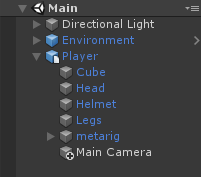 Main
Directional Light
Environment
Player
Cube
Head
Helmet
Legs
metarig
Main Camera